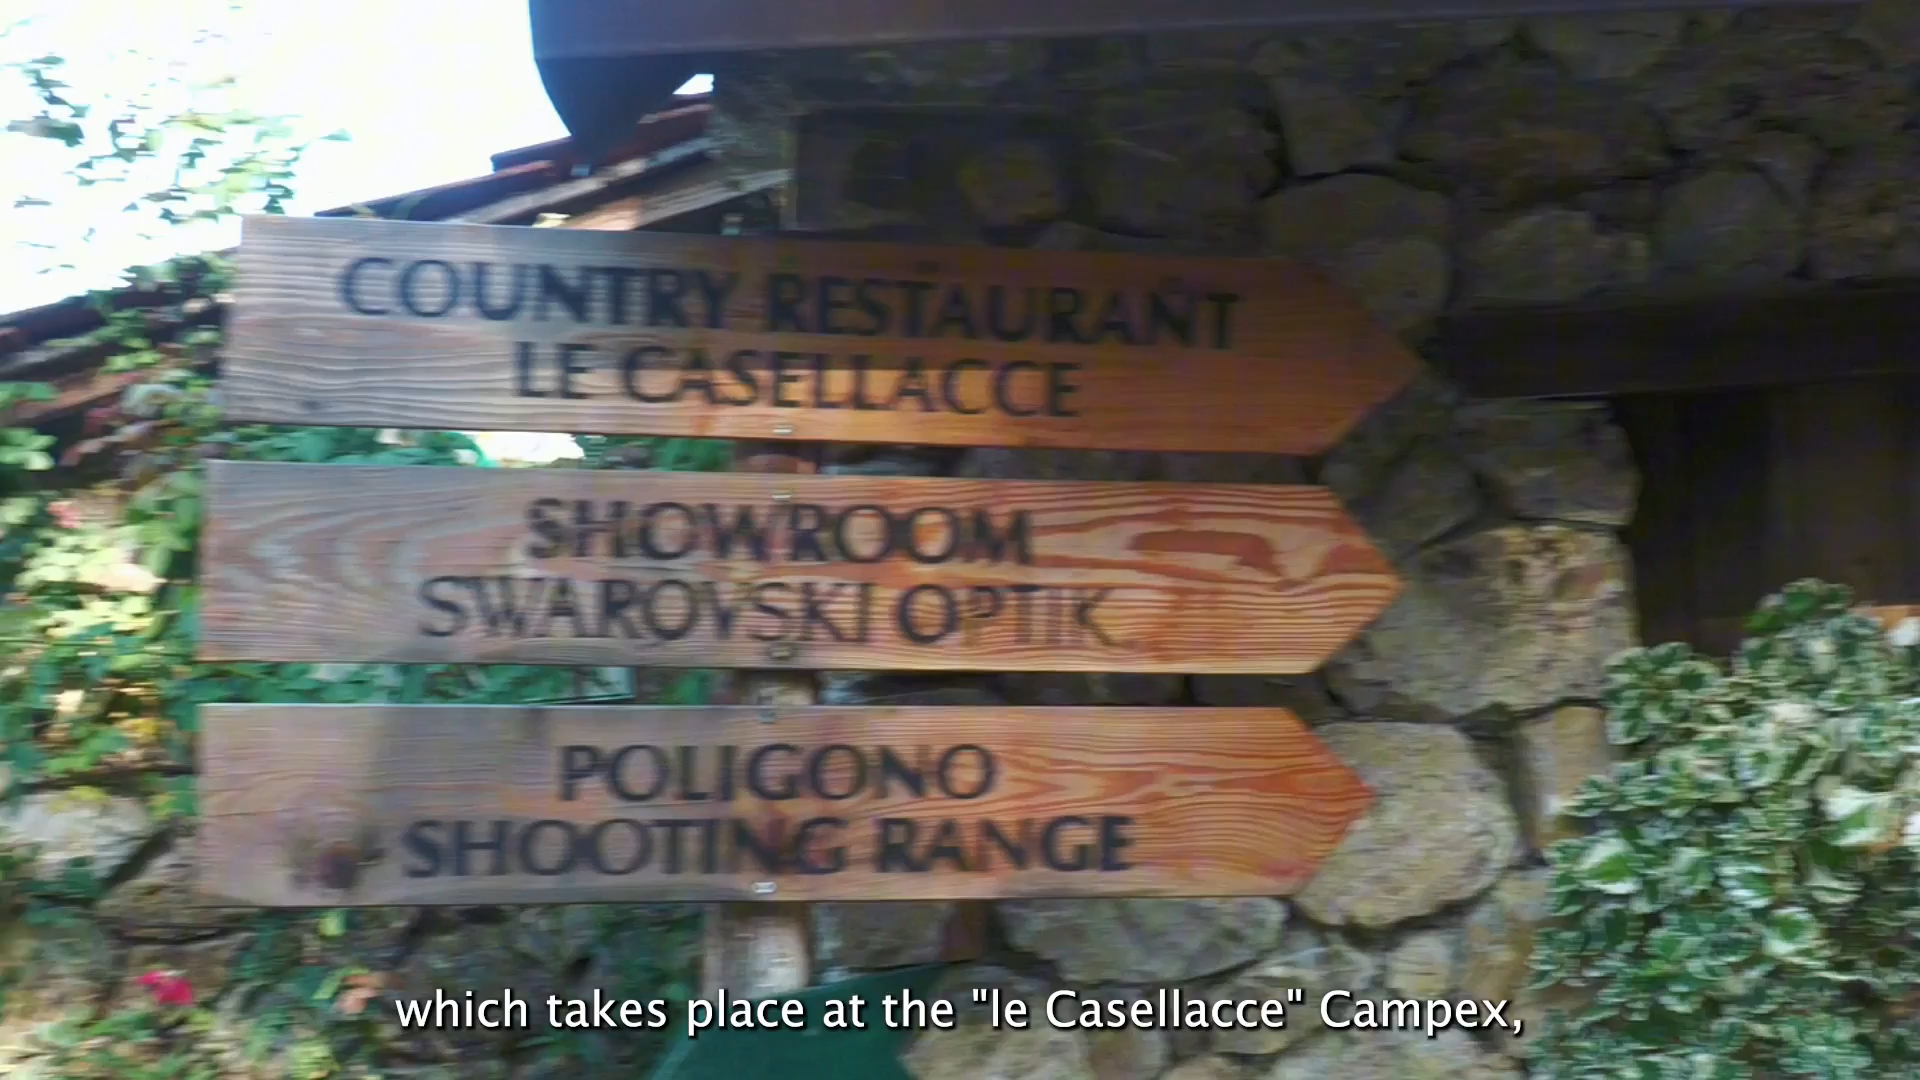 COUNTRY RESTAURANT
LE CASELLACCE
SHOWROOM
SWAROVSKI OPTIK
POLIGONO
SHOOTING RANGE
which takes place at the "le Casellacce" Campex,